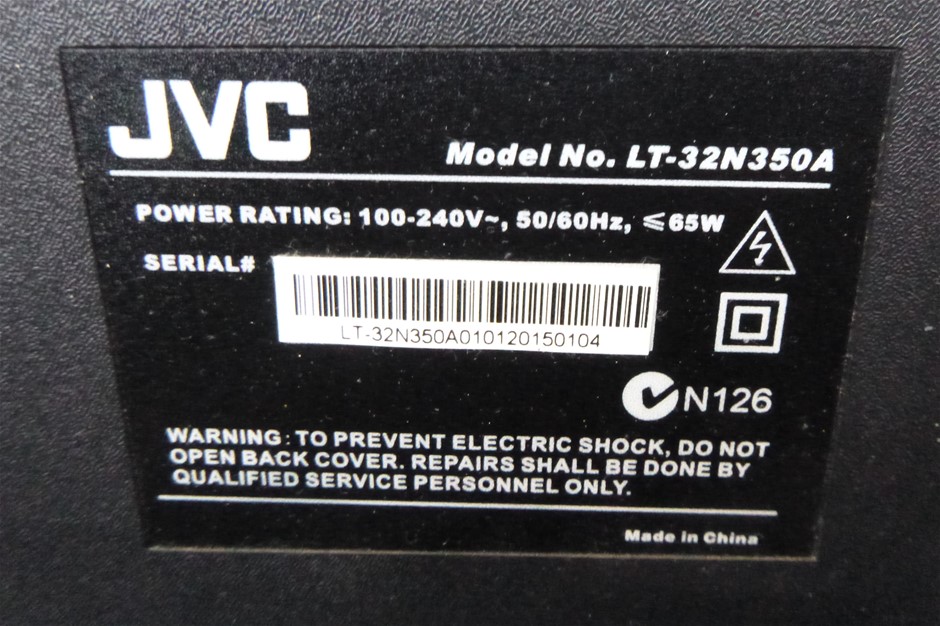 JVC
Model No. LT-32N350A
POWER RATING: 100-240V~, 50/60Hz, ≤65W
SERIAL#
LT-32N350A010120150104
N126
WARNING: TO PREVENT ELECTRIC SHOCK, DO NOT
OPEN BACK COVER. REPAIRS SHALL BE DONE BY
QUALIFIED SERVICE PERSONNEL ONLY.
Made in China